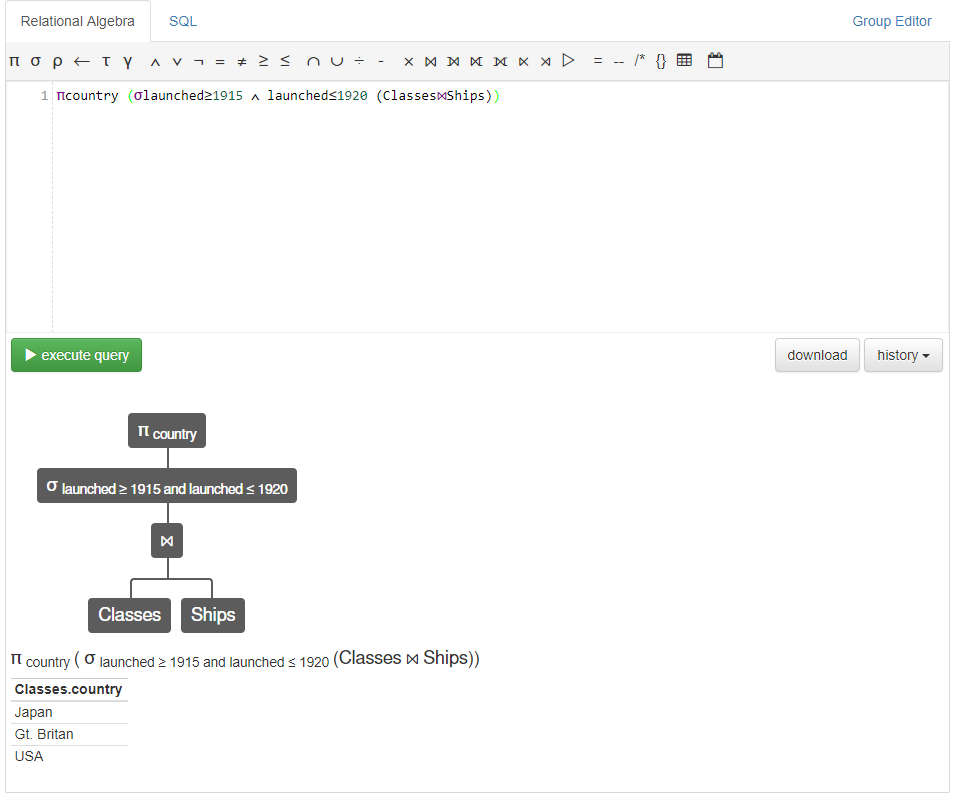 Relational Algebra SQL Group Editor
π σ ρ ← τ γ ∧ ∨ ¬ = ≠ ≥ ≤ ∩ ∪ ÷ - × ⋈ ⟕ ⟖ ⟗ ⋉ ⋊ ▷ = -- /* {}
1 πcountry (σlaunched≥1915 ∧ launched≤1920 (Classes⋈Ships))
execute query download history
π country
σ launched ≥ 1915 and launched ≤ 1920
⋈
Classes Ships
π country ( σ launched ≥ 1915 and launched ≤ 1920 (Classes ⋈ Ships))
Classes.country
Japan
Gt. Britan
USA